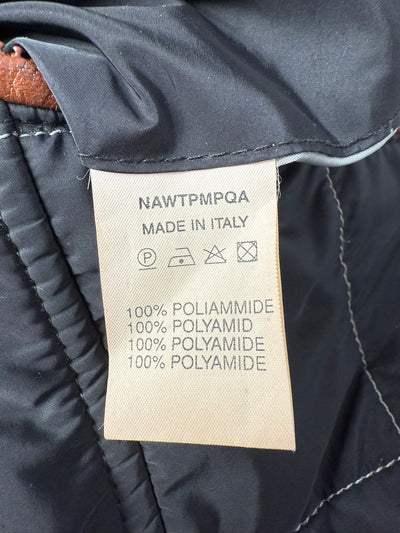 NAWTPMPQA
MADE IN ITALY
P
100% POLIAMMIDE
100% POLYAMID
100% POLYAMIDE
100% POLYAMIDE